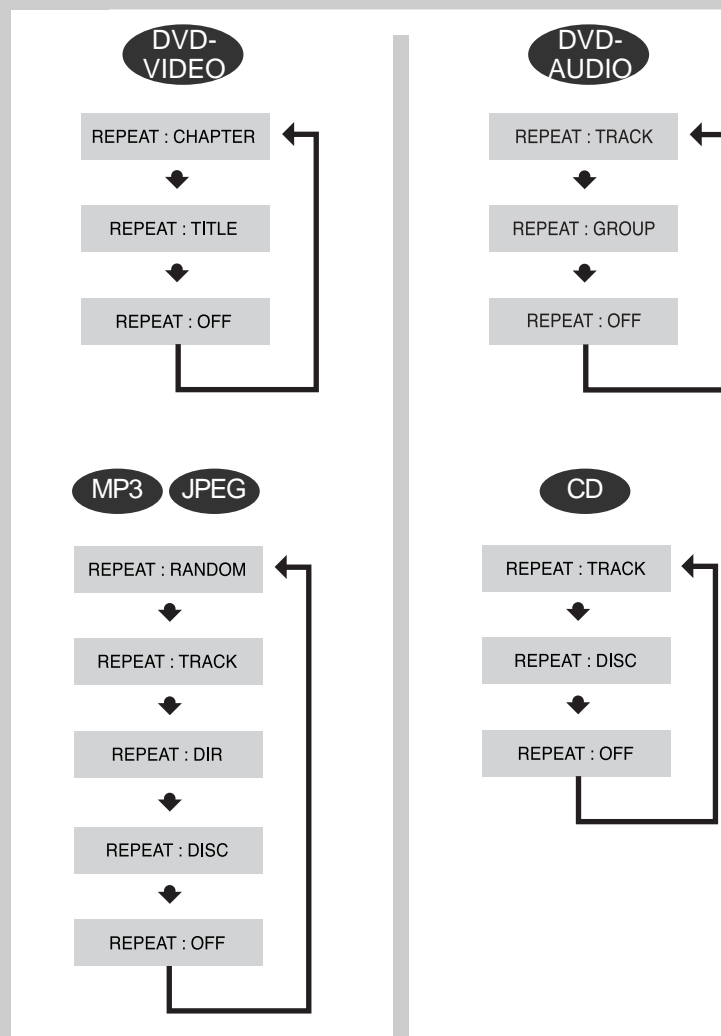 DVD-
VIDEO
REPEAT : CHAPTER
REPEAT : TITLE
REPEAT : OFF
DVD-
AUDIO
REPEAT : TRACK
REPEAT : GROUP
REPEAT : OFF
MP3 JPEG
REPEAT : RANDOM
REPEAT : TRACK
REPEAT : DIR
REPEAT : DISC
REPEAT : OFF
CD
REPEAT : TRACK
REPEAT : DISC
REPEAT : OFF